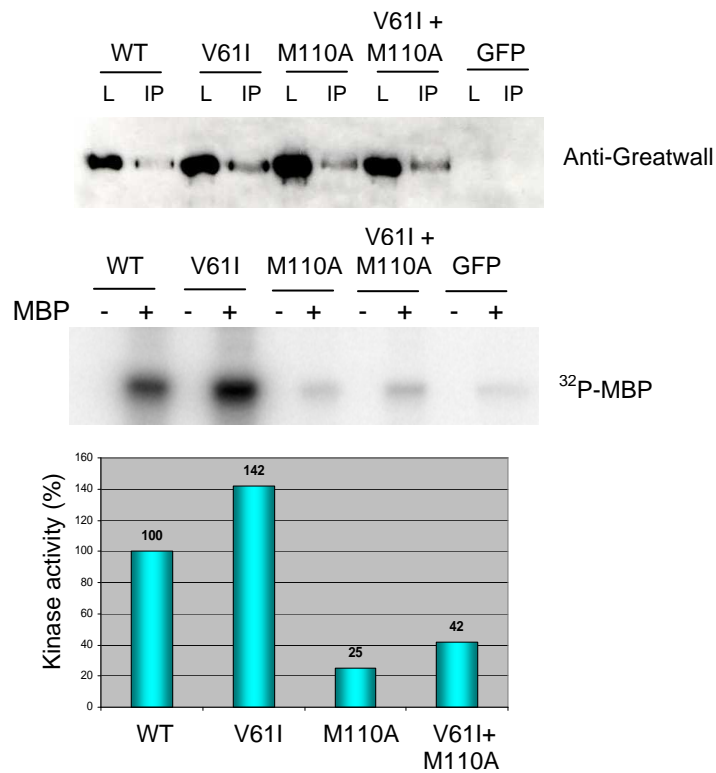 V61I +
WT V61I M110A M110A GFP
L IP L IP L IP L IP L IP
Anti-Greatwall
V61I +
WT V61I M110A M110A GFP
MBP - + - + - + - + - +
32P-MBP
Kinase activity (%)
160
140
120
100
80
60
40
20
0
100
142
25
42
WT V61I M110A V61I+
M110A